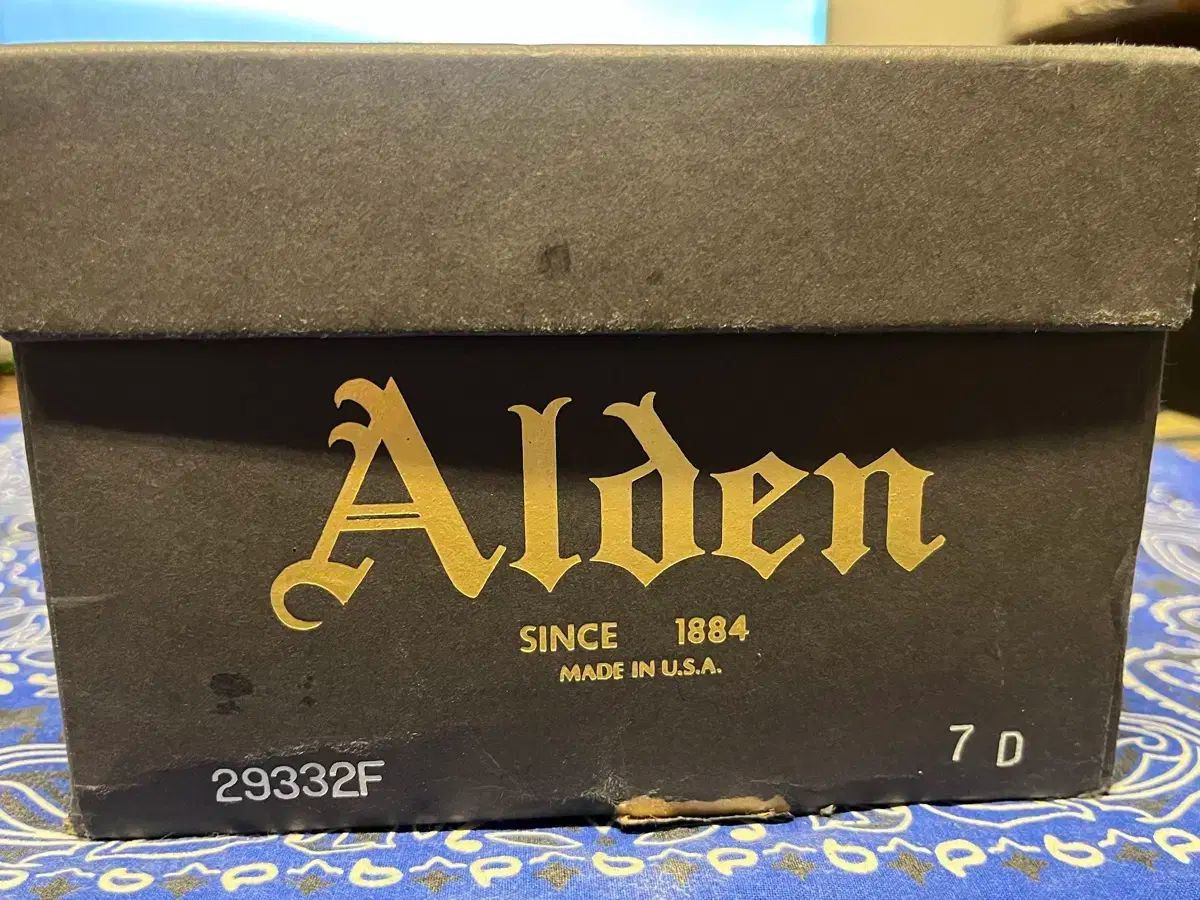 Alden
SINCE 1884
MADE IN U.S.A.
29332F
7 D